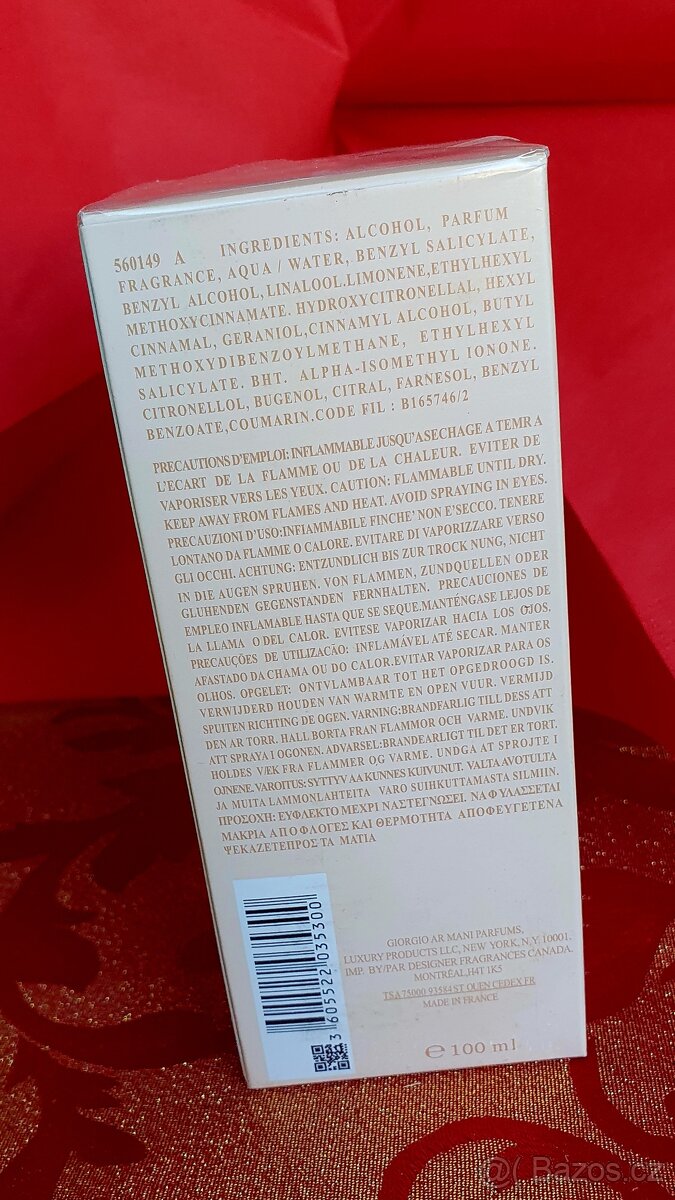 560149 A INGREDIENTS: ALCOHOL, PARFUM
FRAGRANCE, AQUA / WATER, BENZYL SALICYLATE,
BENZYL ALCOHOL, LINALOOL.LIMONENE,ETHYLHEXYL
METHOXYCINNAMATE. HYDROXYCITRONELLAL, HEXYL
CINNAMAL, GERANIOL,CINNAMYL ALCOHOL, BUTYL
METHOXYDIBENZOYLMETHANE, ETHYLHEXYL
SALICYLATE. BHT. ALPHA-ISOMETHYL IONONE.
CITRONELLOL, BUGENOL, CITRAL, FARNESOL, BENZYL
BENZOATE,COUMARIN.CODE FIL : B165746/2
PRECAUTIONS D'EMPLOI: INFLAMMABLE JUSQU'ASECHAGE A TEMR A
L'ECART DE LA FLAMME OU DE LA CHALEUR. EVITER DE
VAPORISER VERS LES YEUX. CAUTION: FLAMMABLE UNTIL DRY.
KEEP AWAY FROM FLAMES AND HEAT. AVOID SPRAYING IN EYES.
PRECAUZIONI D'USO:INFIAMMABILE FINCHE' NON E'SECCO. TENERE
LONTANO DA FLAMME O CALORE. EVITARE DI VAPORIZZARE VERSO
GLI OCCHI. ACHTUNG: ENTZUNDLICH BIS ZUR TROCK NUNG, NICHT
IN DIE AUGEN SPRUHEN. VON FLAMMEN, ZUNDQUELLEN ODER
GLUHENDEN GEGENSTANDEN FERNHALTEN. PRECAUCIONES DE
EMPLEO INFLAMABLE HASTA QUE SE SEQUE.MANTÉNGASE LEJOS DE
LA LLAMA O DEL CALOR. EVITESE VAPORIZAR HACIA LOS OJOS.
PRECAUÇÕES DE UTILIZACÃO: INFLAMÁVEL ATÉ SECAR. MANTER
AFASTADO DA CHAMA OU DO CALOR.EVITAR VAPORIZAR PARA OS
OLHOS. OPGELET: ONTVLAMBAAR TOT HET OPGEDROOGD IS.
VERWIJDERD HOUDEN VAN WARMTE EN OPEN VUUR. VERMIJD
SPUITEN RICHTING DE OGEN. VARNING:BRANDFARLIG TILL DESS ATT
DEN AR TORR. HALL BORTA FRAN FLAMMOR OCH VARME. UNDVIK
ATT SPRAYA I OGONEN. ADVARSEL:BRANDEARLIGT TIL DET ER TORT.
HOLDES VÆK FRA FLAMMER OG VARME. UNDGA AT SPROJTE I
OJNENE. VAROITUS: SYTTYV AA KUNNES KUIVUNUT. VALTA AVOTULTA
JA MUITA LAMMONLAHTEITA VARO SUIHKUTTAMASTA SILMIIN.
ΠΡΟΣΟΧΗ: ΕΥΦΛΕΚΤΟ ΜΕΧΡΙ ΝΑ ΣΤΕΓΝΩΣΕΙ. ΝΑ ΦΥΛΑΣΣΕΤΑΙ
ΜΑΚΡΙΑ ΑΠΟ ΦΛΟΓΕΣ ΚΑΙ ΘΕΡΜΟΤΗΤΑ ΑΠΟΦΕΥΓΕΤΕΝΑ
ΨΕΚΑΖΕΤΕΠΡΟΣ ΤΑ ΜΑΤΙΑ
3 605522 035300
GIORGIO AR MANI PARFUMS,
LUXURY PRODUCTS LLC, NEW YORK, N.Y. 10001.
IMP. BY/PAR DESIGNER FRAGRANCES CANADA.
MONTRÉAL,H4T 1K5
TSA 75000 93584 ST OUEN CEDEX FR
MADE IN FRANCE
℮ 100 ml
@( Bazos.cz